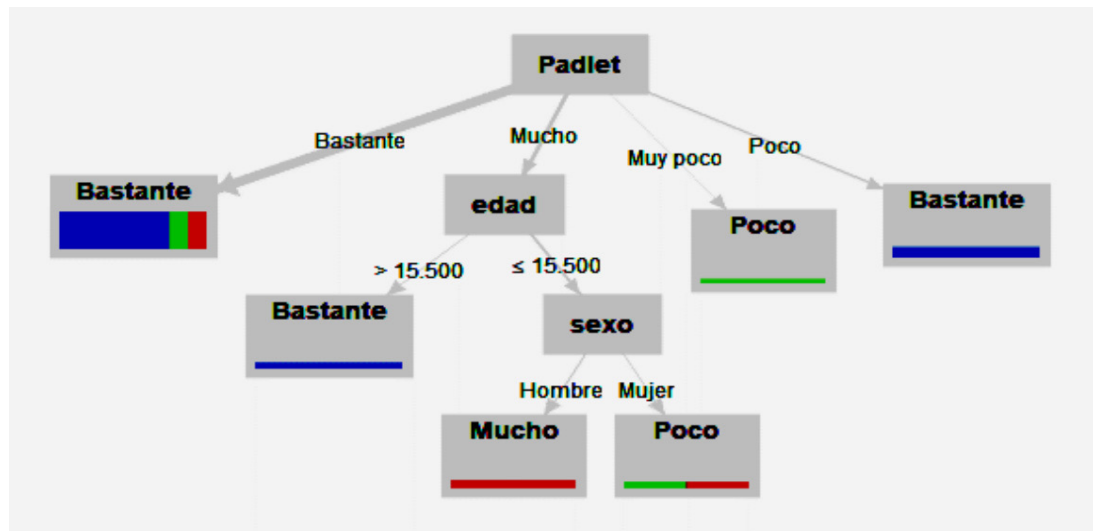 Padlet
Bastante
Mucho
Muy poco
Poco
Bastante
edad
Poco
Bastante
> 15.500
≤ 15.500
Bastante
sexo
Hombre
Mujer
Mucho
Poco